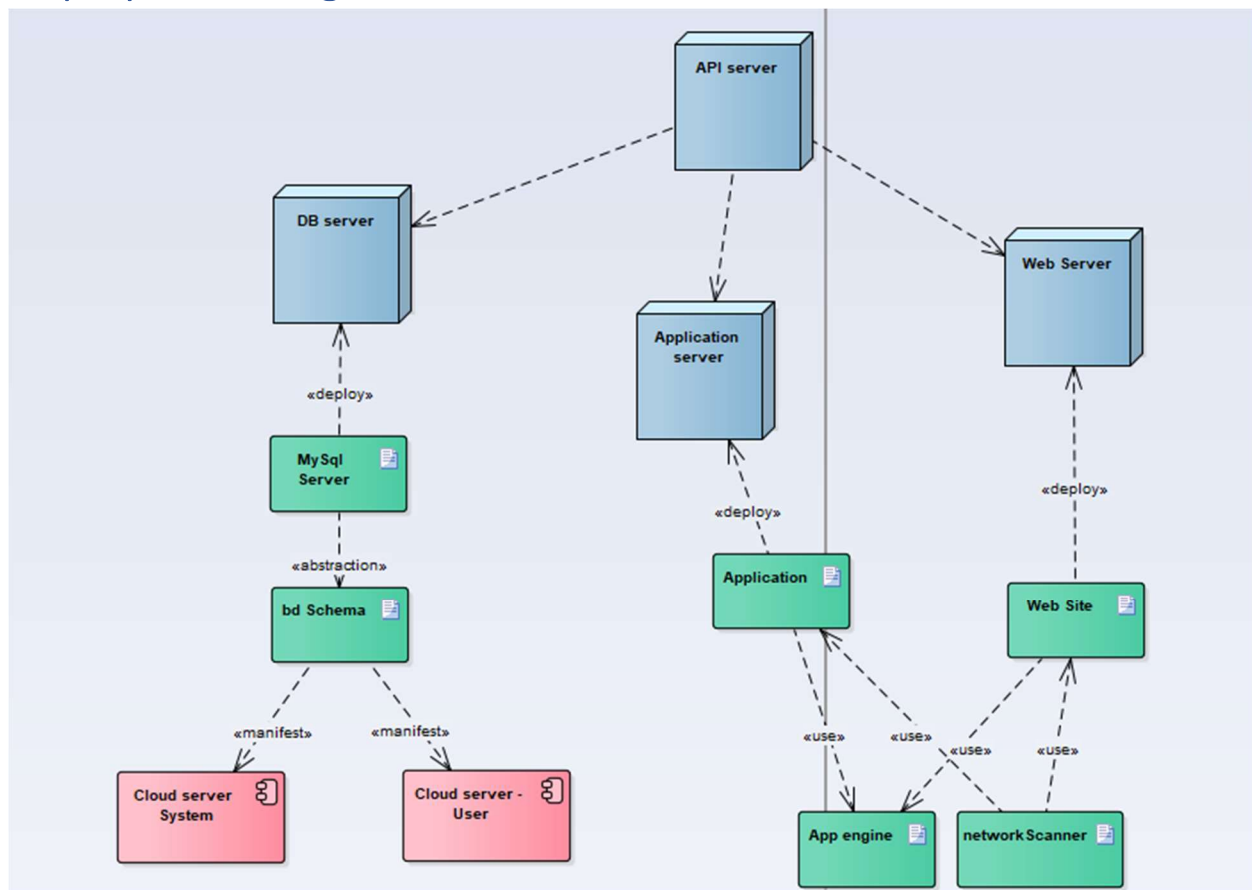 API server
DB server
Web Server
Application
server
«deploy»
MySql
Server
«deploy»
«deploy»
«abstraction»
Application
bd Schema
Web Site
«manifest»
«manifest»
«use»
«use»
«use»
«use»
Cloud server
System
Cloud server -
User
App engine
networkScanner